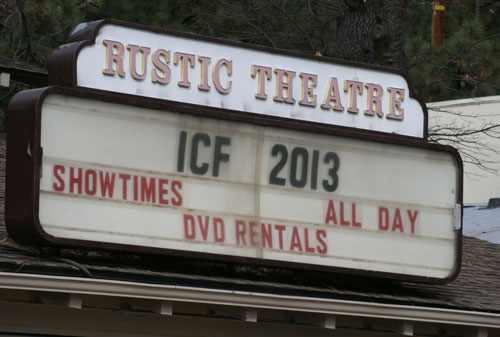 RUSTIC THEATRE
ICF 2013
SHOWTIMES ALL DAY
DVD RENTALS